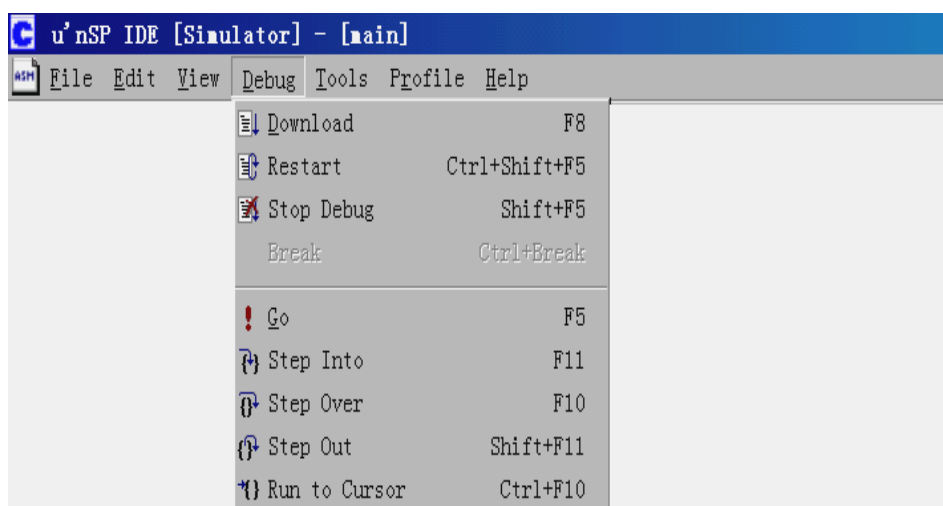 u'nSP IDE [Simulator] - [main]
File Edit View Debug Tools Profile Help
Download F8
Restart Ctrl+Shift+F5
Stop Debug Shift+F5
Break Ctrl+Break
Go F5
Step Into F11
Step Over F10
Step Out Shift+F11
Run to Cursor Ctrl+F10